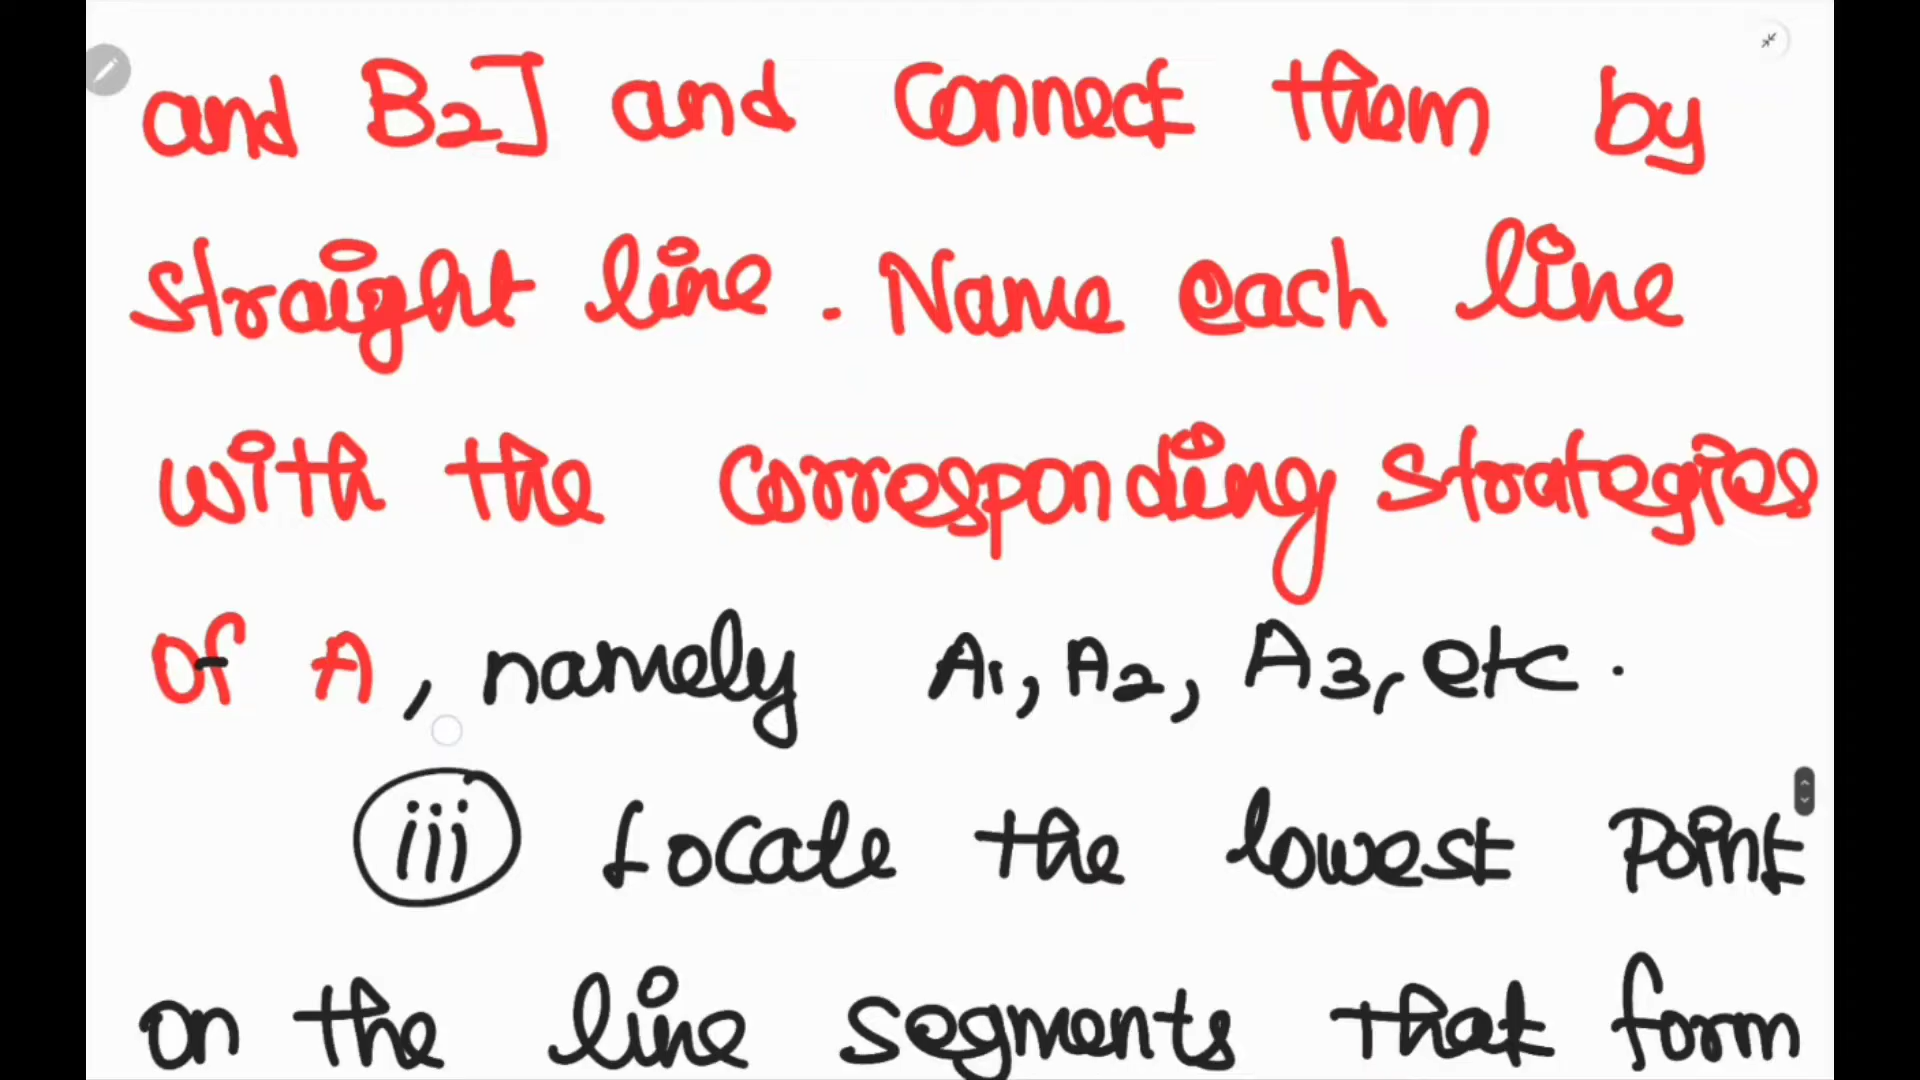 and B2] and connect them by
straight line. Name each line
with the corresponding strategies
of A, namely A1, A2, A3, etc.
iii Locate the lowest point
on the line segments that form